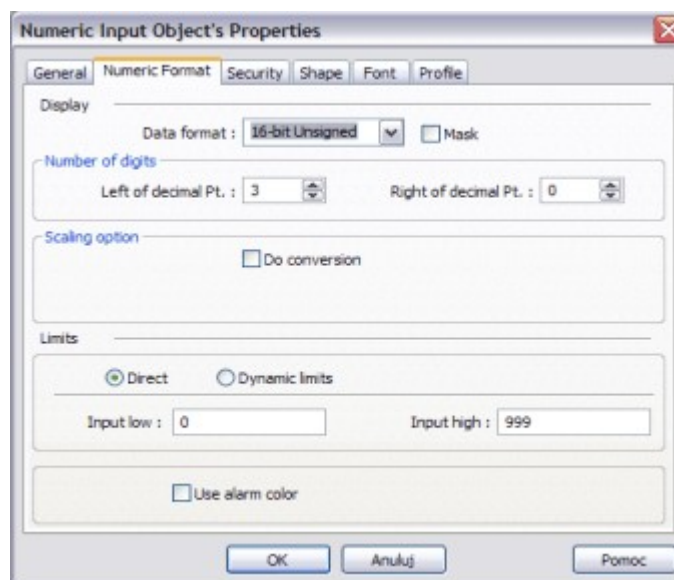 Numeric Input Object's Properties
General Numeric Format Security Shape Font Profile
Display
Data format : 16-bit Unsigned Mask
Number of digits
Left of decimal Pt. : 3 Right of decimal Pt. : 0
Scaling option
Do conversion
Limits
Direct Dynamic limits
Input low : 0 Input high : 999
Use alarm color
OK Anuluj Pomoc